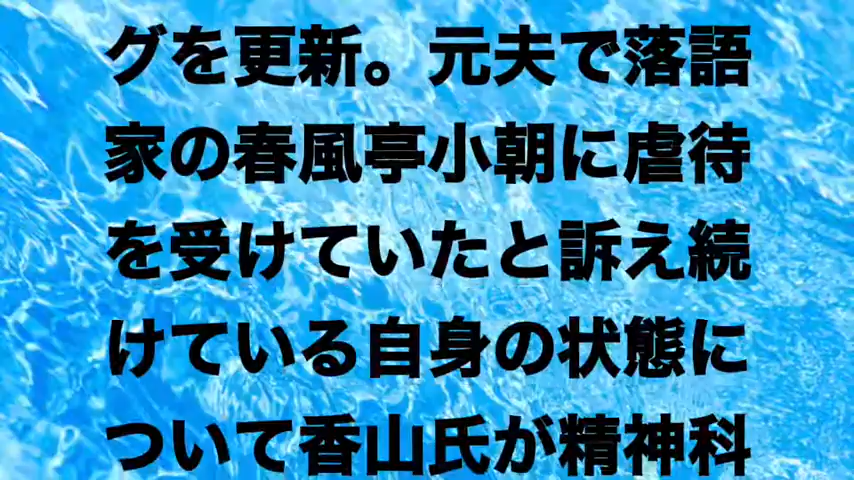 グを更新。元夫で落語
家の春風亭小朝に虐待
を受けていたと訴え続
けている自身の状態に
ついて香山氏が精神科